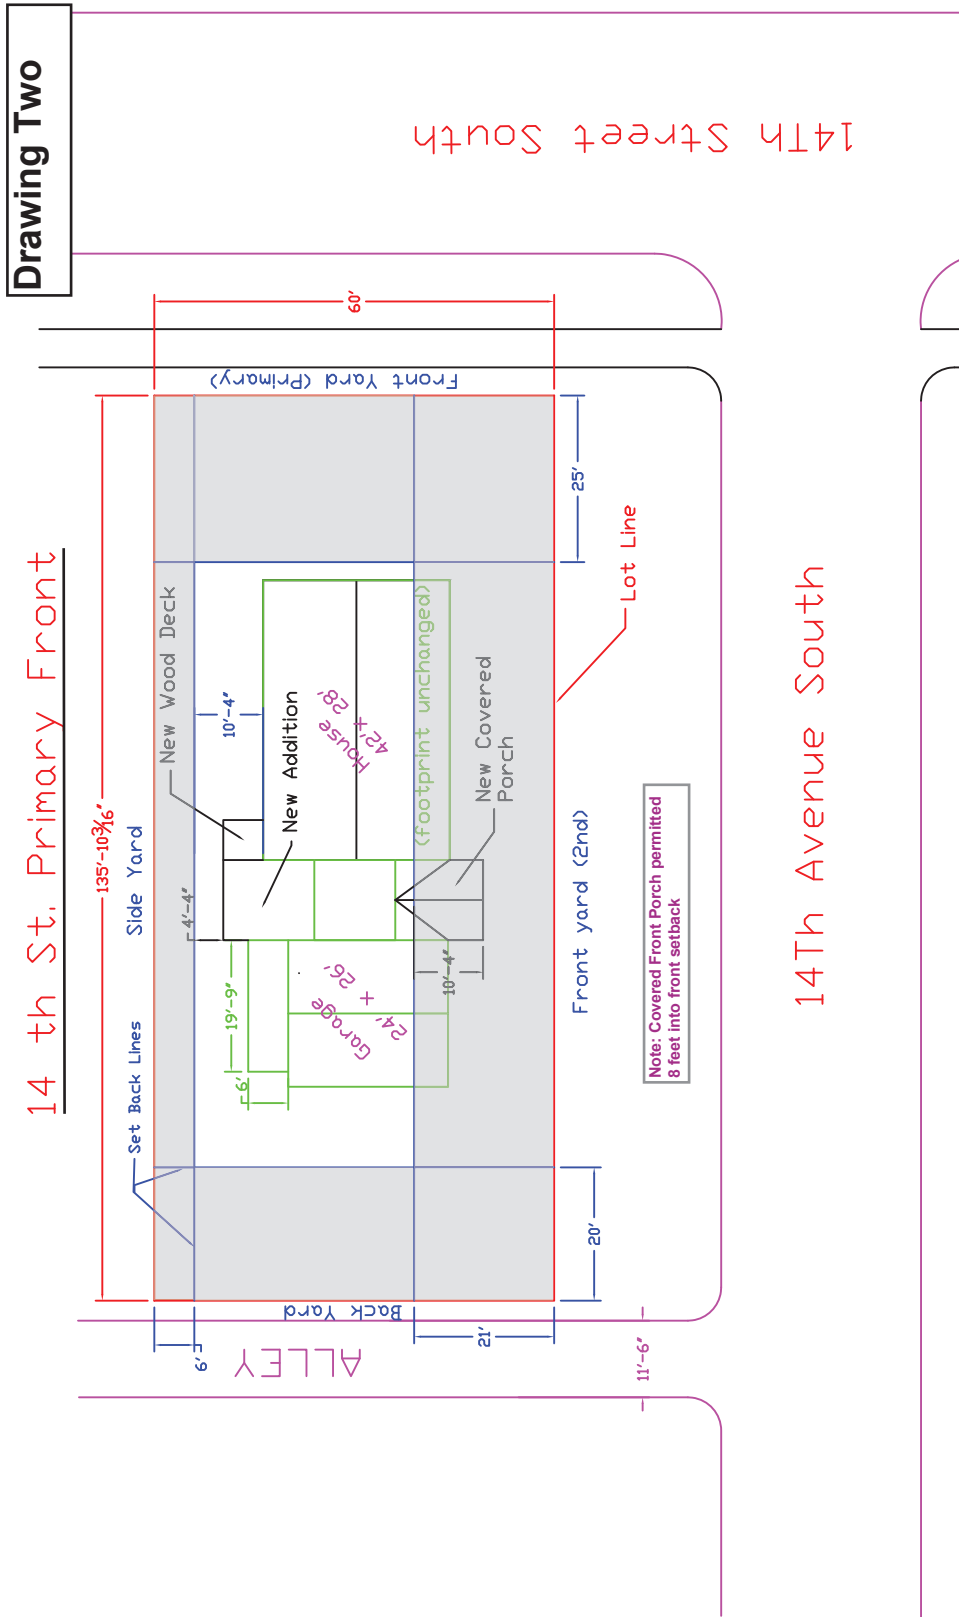 Drawing Two
14 th St. Primary Front
14Th Street South
135'-10 3/16"
60'
Side Yard
Front Yard (Primary)
New Wood Deck
Set Back Lines
4'-4"
10'-4"
New Addition
19'-9"
6'
House
42'x 28'
(footprint unchanged)
Garage
24' x 26'
New Covered
Porch
10'-4"
25'
Lot Line
Front yard (2nd)
20'
Back Yard
21'
6'
ALLEY
11'-6"
Note: Covered Front Porch permitted
8 feet into front setback
14Th Avenue South